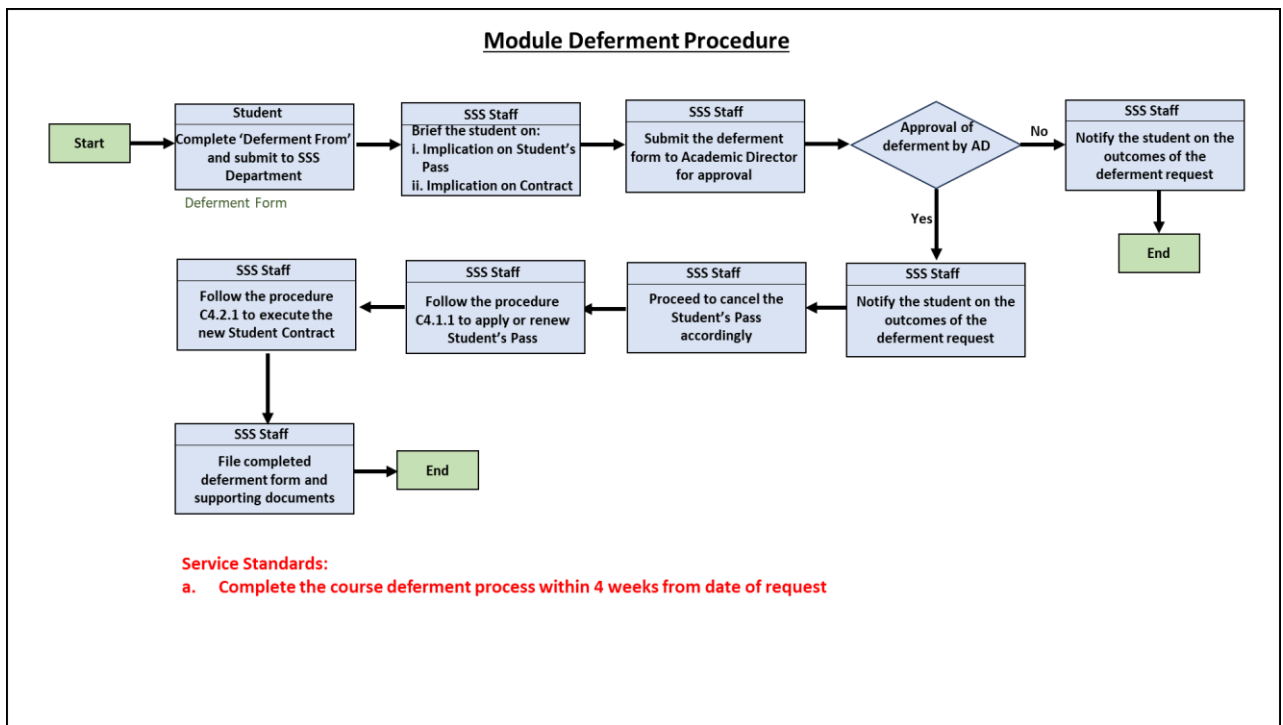 Module Deferment Procedure
Start
Student
Complete ‘Deferment From’
and submit to SSS
Department
Deferment Form
SSS Staff
Brief the student on:
i. Implication on Student’s
Pass
ii. Implication on Contract
SSS Staff
Submit the deferment
form to Academic Director
for approval
Approval of
deferment by AD
No
SSS Staff
Notify the student on the
outcomes of the
deferment request
End
Yes
SSS Staff
Notify the student on the
outcomes of the
deferment request
SSS Staff
Proceed to cancel the
Student’s Pass
accordingly
SSS Staff
Follow the procedure
C4.1.1 to apply or renew
Student’s Pass
SSS Staff
Follow the procedure
C4.2.1 to execute the
new Student Contract
SSS Staff
File completed
deferment form and
supporting documents
End
Service Standards:
a. Complete the course deferment process within 4 weeks from date of request